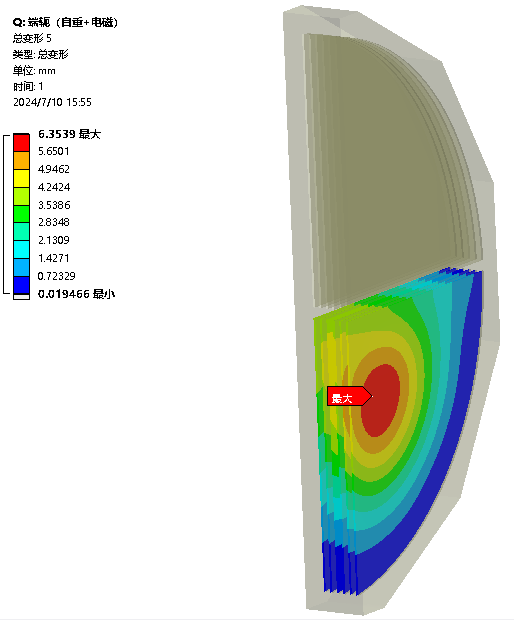 Q: 端轭（自重+电磁）
总变形 5
类型: 总变形
单位: mm
时间: 1
2024/7/10 15:55
6.3539 最大
5.6501
4.9462
4.2424
3.5386
2.8348
2.1309
1.4271
0.72329
0.019466 最小
最大